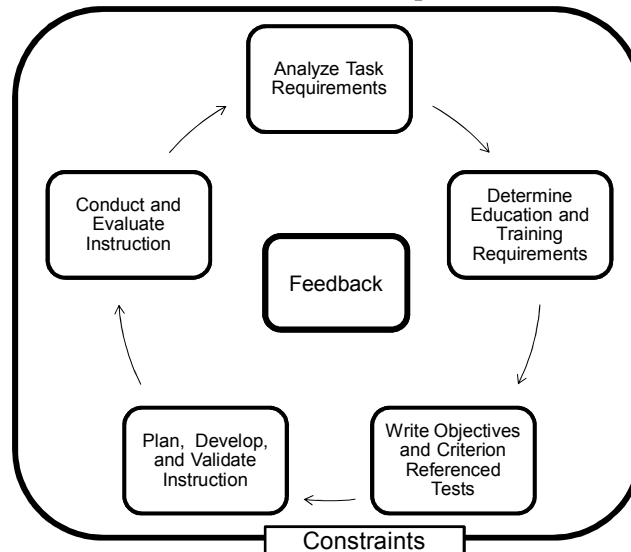 Analyze Task
Requirements
Determine
Education and
Training
Requirements
Write Objectives
and Criterion
Referenced
Tests
Plan, Develop,
and Validate
Instruction
Conduct and
Evaluate
Instruction
Feedback
Constraints